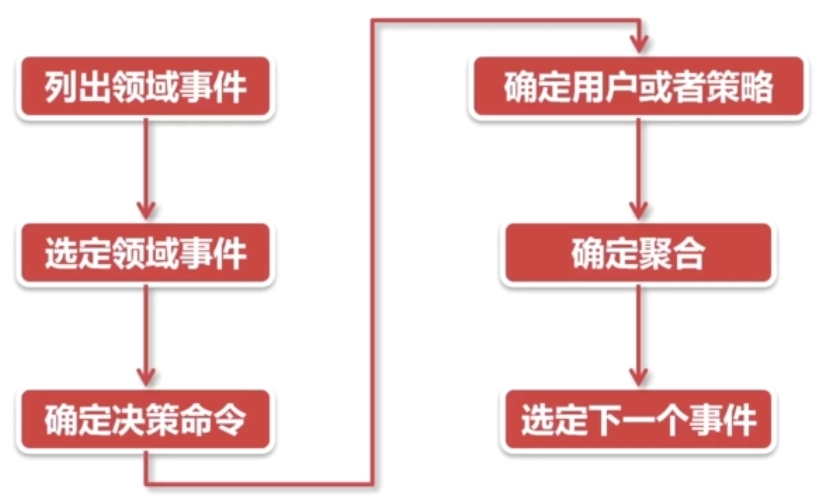 列出领域事件
选定领域事件
确定决策命令
确定用户或者策略
确定聚合
选定下一个事件